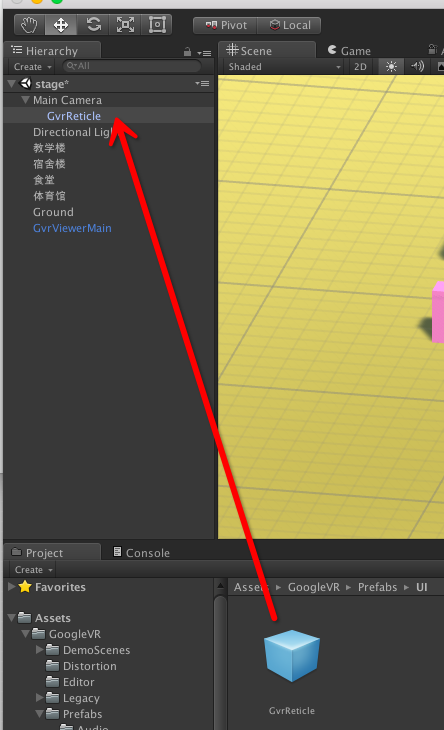 Pivot Local
Hierarchy
Create All
stage*
Main Camera
GvrReticle
Directional Ligh
教学楼
宿舍楼
食堂
体育馆
Ground
GvrViewerMain
Scene Game
Shaded 2D
Project Console
Create
Favorites
Assets
GoogleVR
DemoScenes
Distortion
Editor
Legacy
Prefabs
Assets GoogleVR Prefabs UI
GvrReticle